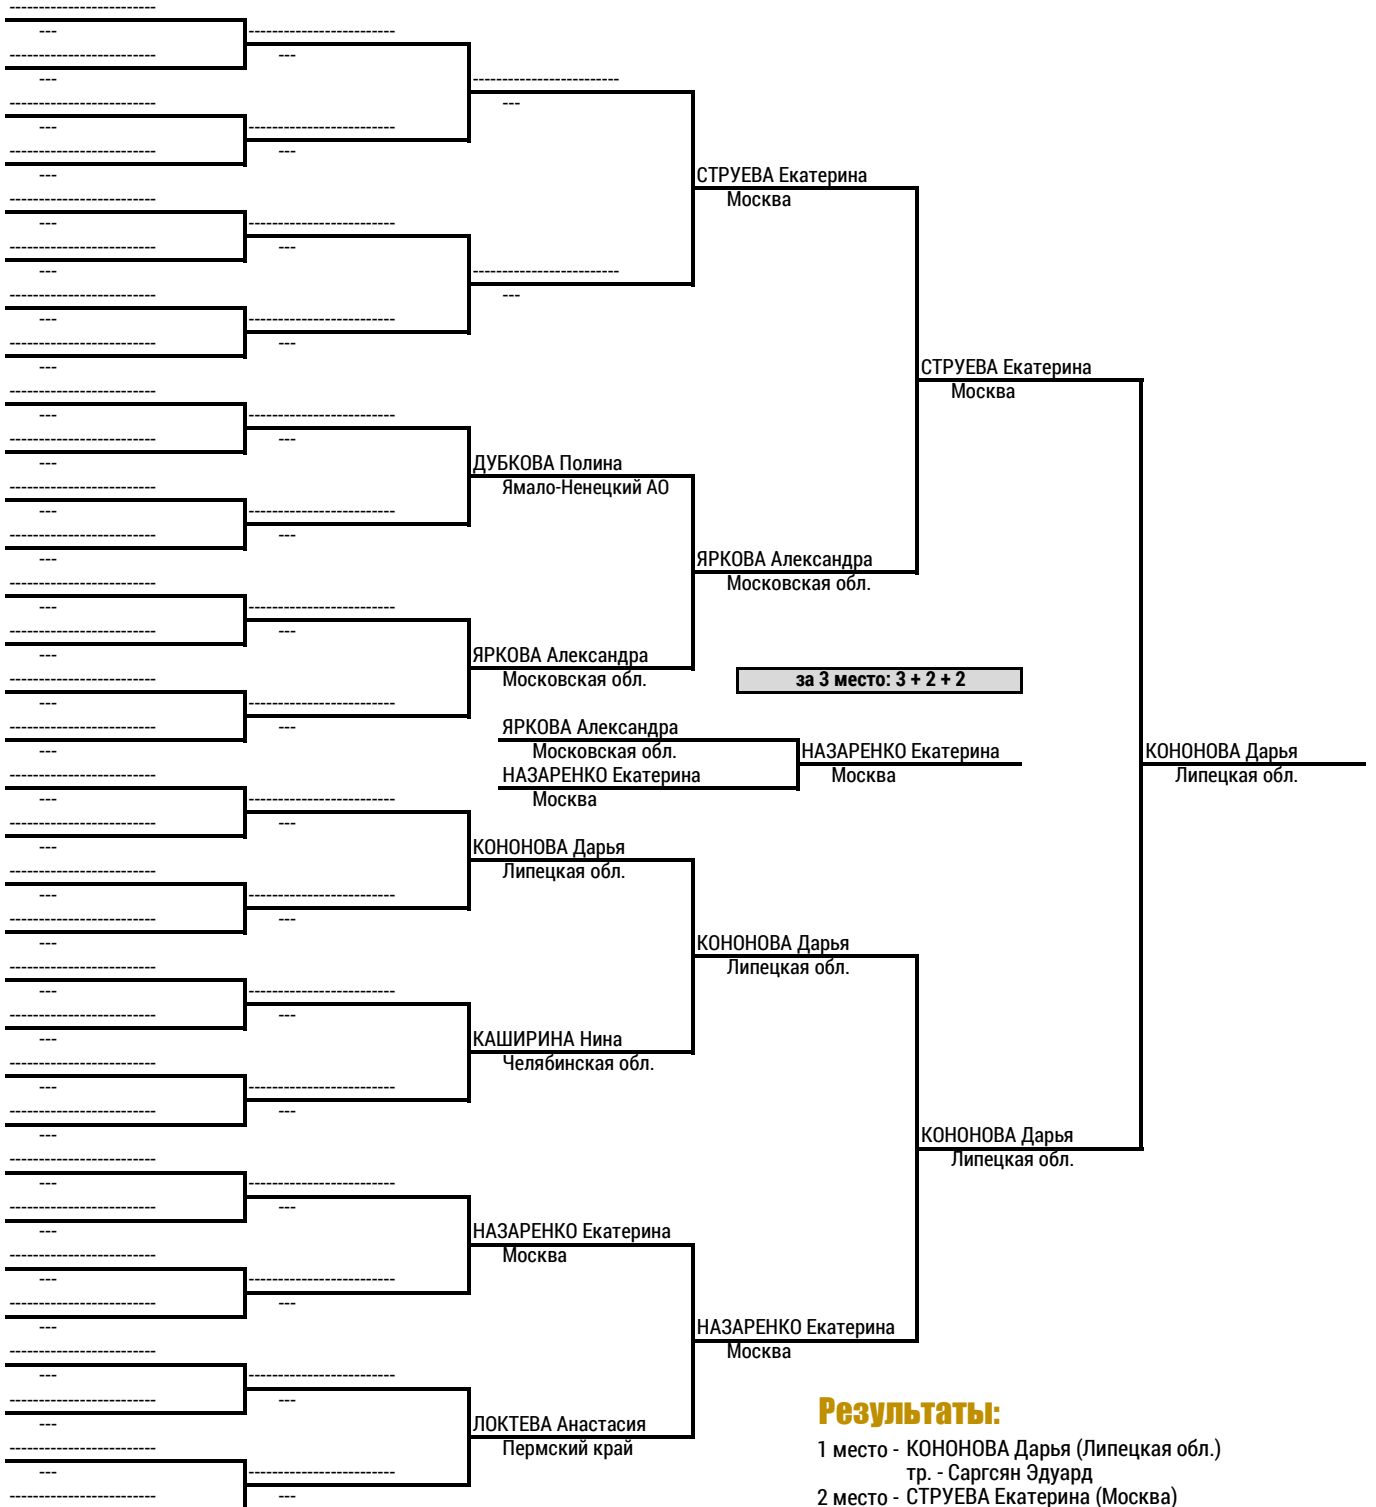 СТРУЕВА Екатерина
Москва
СТРУЕВА Екатерина
Москва
ДУБКОВА Полина
Ямало-Ненецкий АО
ЯРКОВА Александра
Московская обл.
ЯРКОВА Александра
Московская обл.
за 3 место: 3 + 2 + 2
ЯРКОВА Александра
Московская обл.
НАЗАРЕНКО Екатерина
Москва
НАЗАРЕНКО Екатерина
Москва
КОНОНОВА Дарья
Липецкая обл.
КОНОНОВА Дарья
Липецкая обл.
КОНОНОВА Дарья
Липецкая обл.
КАШИРИНА Нина
Челябинская обл.
КОНОНОВА Дарья
Липецкая обл.
НАЗАРЕНКО Екатерина
Москва
НАЗАРЕНКО Екатерина
Москва
ЛОКТЕВА Анастасия
Пермский край
Результаты:
1 место - КОНОНОВА Дарья (Липецкая обл.)
тр. - Саргсян Эдуард
2 место - СТРУЕВА Екатерина (Москва)